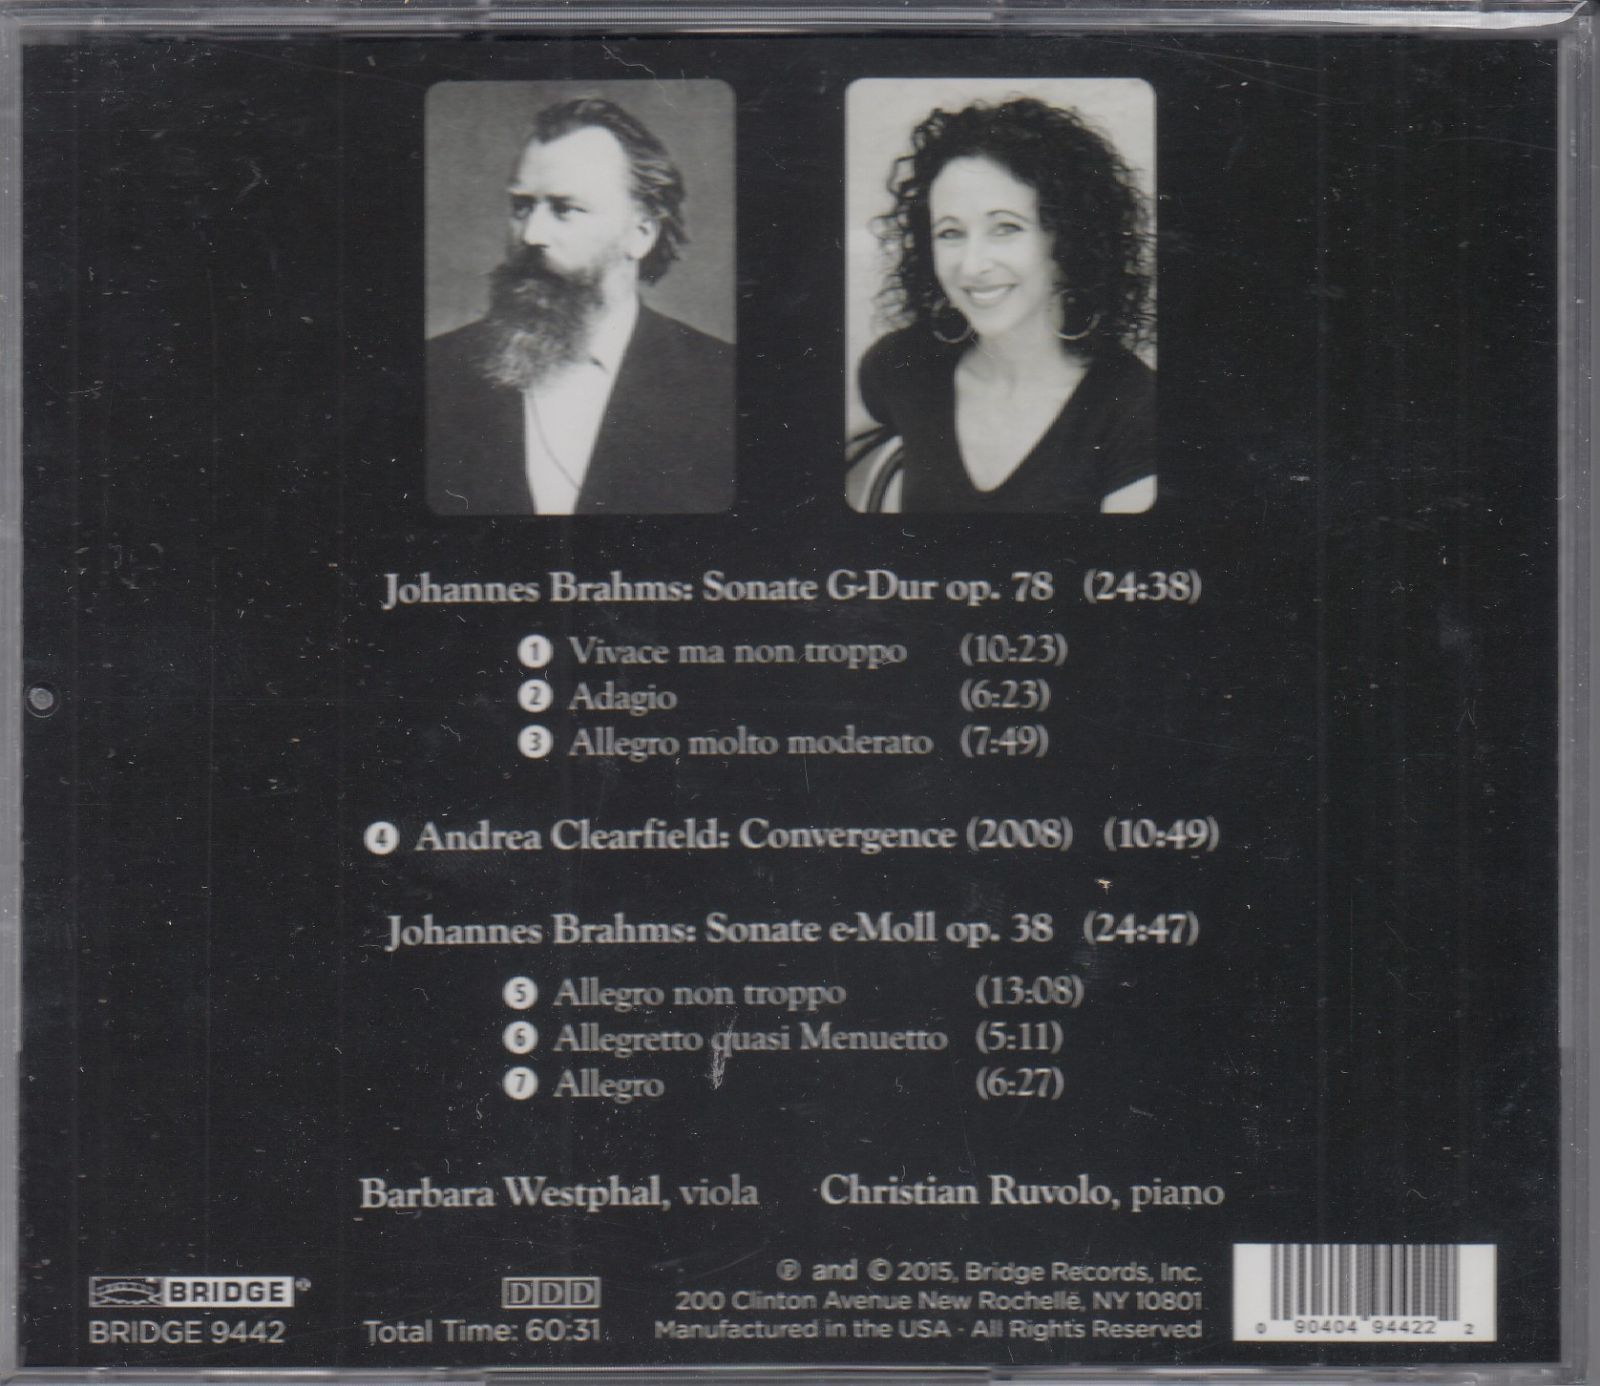 Johannes Brahms: Sonate G-Dur op. 78 (24:38)
1 Vivace ma non troppo (10:23)
2 Adagio (6:23)
3 Allegro molto moderato (7:49)
4 Andrea Clearfield: Convergence (2008) (10:49)
Johannes Brahms: Sonate e-Moll op. 38 (24:47)
5 Allegro non troppo (13:08)
6 Allegretto quasi Menuetto (5:11)
7 Allegro (6:27)
Barbara Westphal, viola Christian Ruvolo, piano
BRIDGE®
BRIDGE 9442
DDD
Total Time: 60:31
℗ and © 2015, Bridge Records, Inc.
200 Clinton Avenue New Rochelle, NY 10801
Manufactured in the USA · All Rights Reserved
0 90404 94422 2